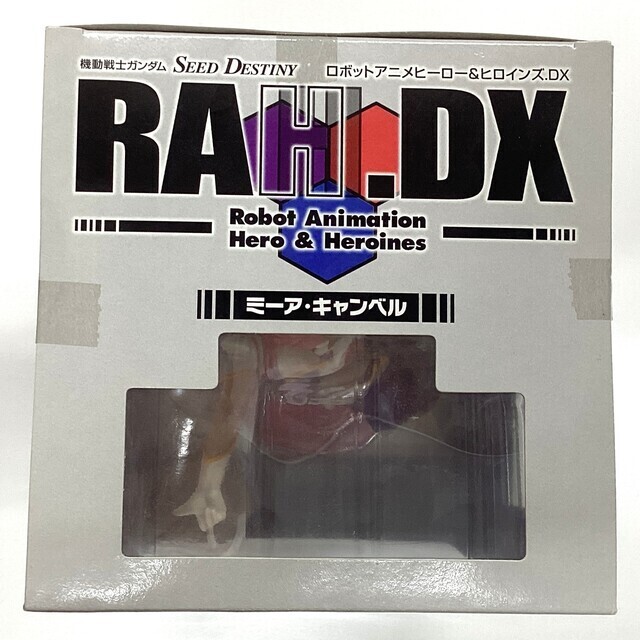 機動戦士ガンダム SEED DESTINY ロボットアニメヒーロー&ヒロインズ.DX
RAH.DX
Robot Animation
Hero & Heroines
ミーア・キャンベル